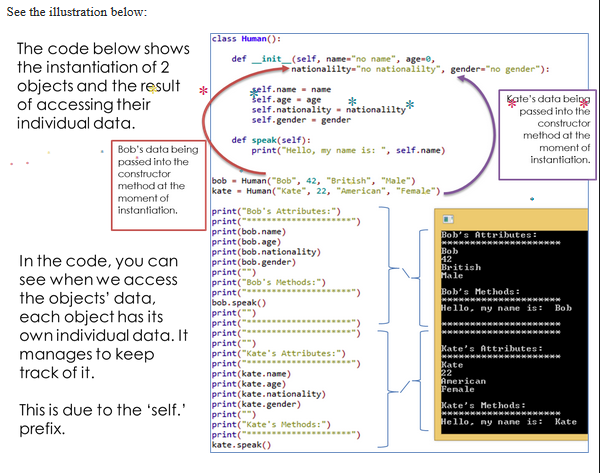 See the illustration below:
The code below shows
the instantiation of 2
objects and the result
of accessing their
individual data.
Bob's data being
passed into the
constructor
method at the
moment of
instantiation.
In the code, you can
see when we access
the objects' data,
each object has its
own individual data. It
manages to keep
track of it.
This is due to the 'self.'
prefix.
class Human():
def __init__(self, name="no name", age=0,
nationalilty="no nationalilty", gender="no gender"):
self.name = name
self.age = age
self.nationality = nationalilty
self.gender = gender
def speak(self):
print("Hello, my name is: ", self.name)
bob = Human("Bob", 42, "British", "Male")
kate = Human("Kate", 22, "American", "Female")
print("Bob's Attributes:")
print("**********************")
print(bob.name)
print(bob.age)
print(bob.nationality)
print(bob.gender)
print("")
print("Bob's Methods:")
print("**********************")
bob.speak()
print("")
print("**********************")
print("**********************")
print("")
print("Kate's Attributes:")
print("**********************")
print(kate.name)
print(kate.age)
print(kate.nationality)
print(kate.gender)
print("")
print("Kate's Methods:")
print("**********************")
kate.speak()
Kate's data being
passed into the
constructor
method at the
moment of
instantiation.
Bob's Attributes:
**********************
Bob
42
British
Male
Bob's Methods:
**********************
Hello, my name is:  Bob
**********************
**********************
Kate's Attributes:
**********************
Kate
22
American
Female
Kate's Methods:
**********************
Hello, my name is:  Kate